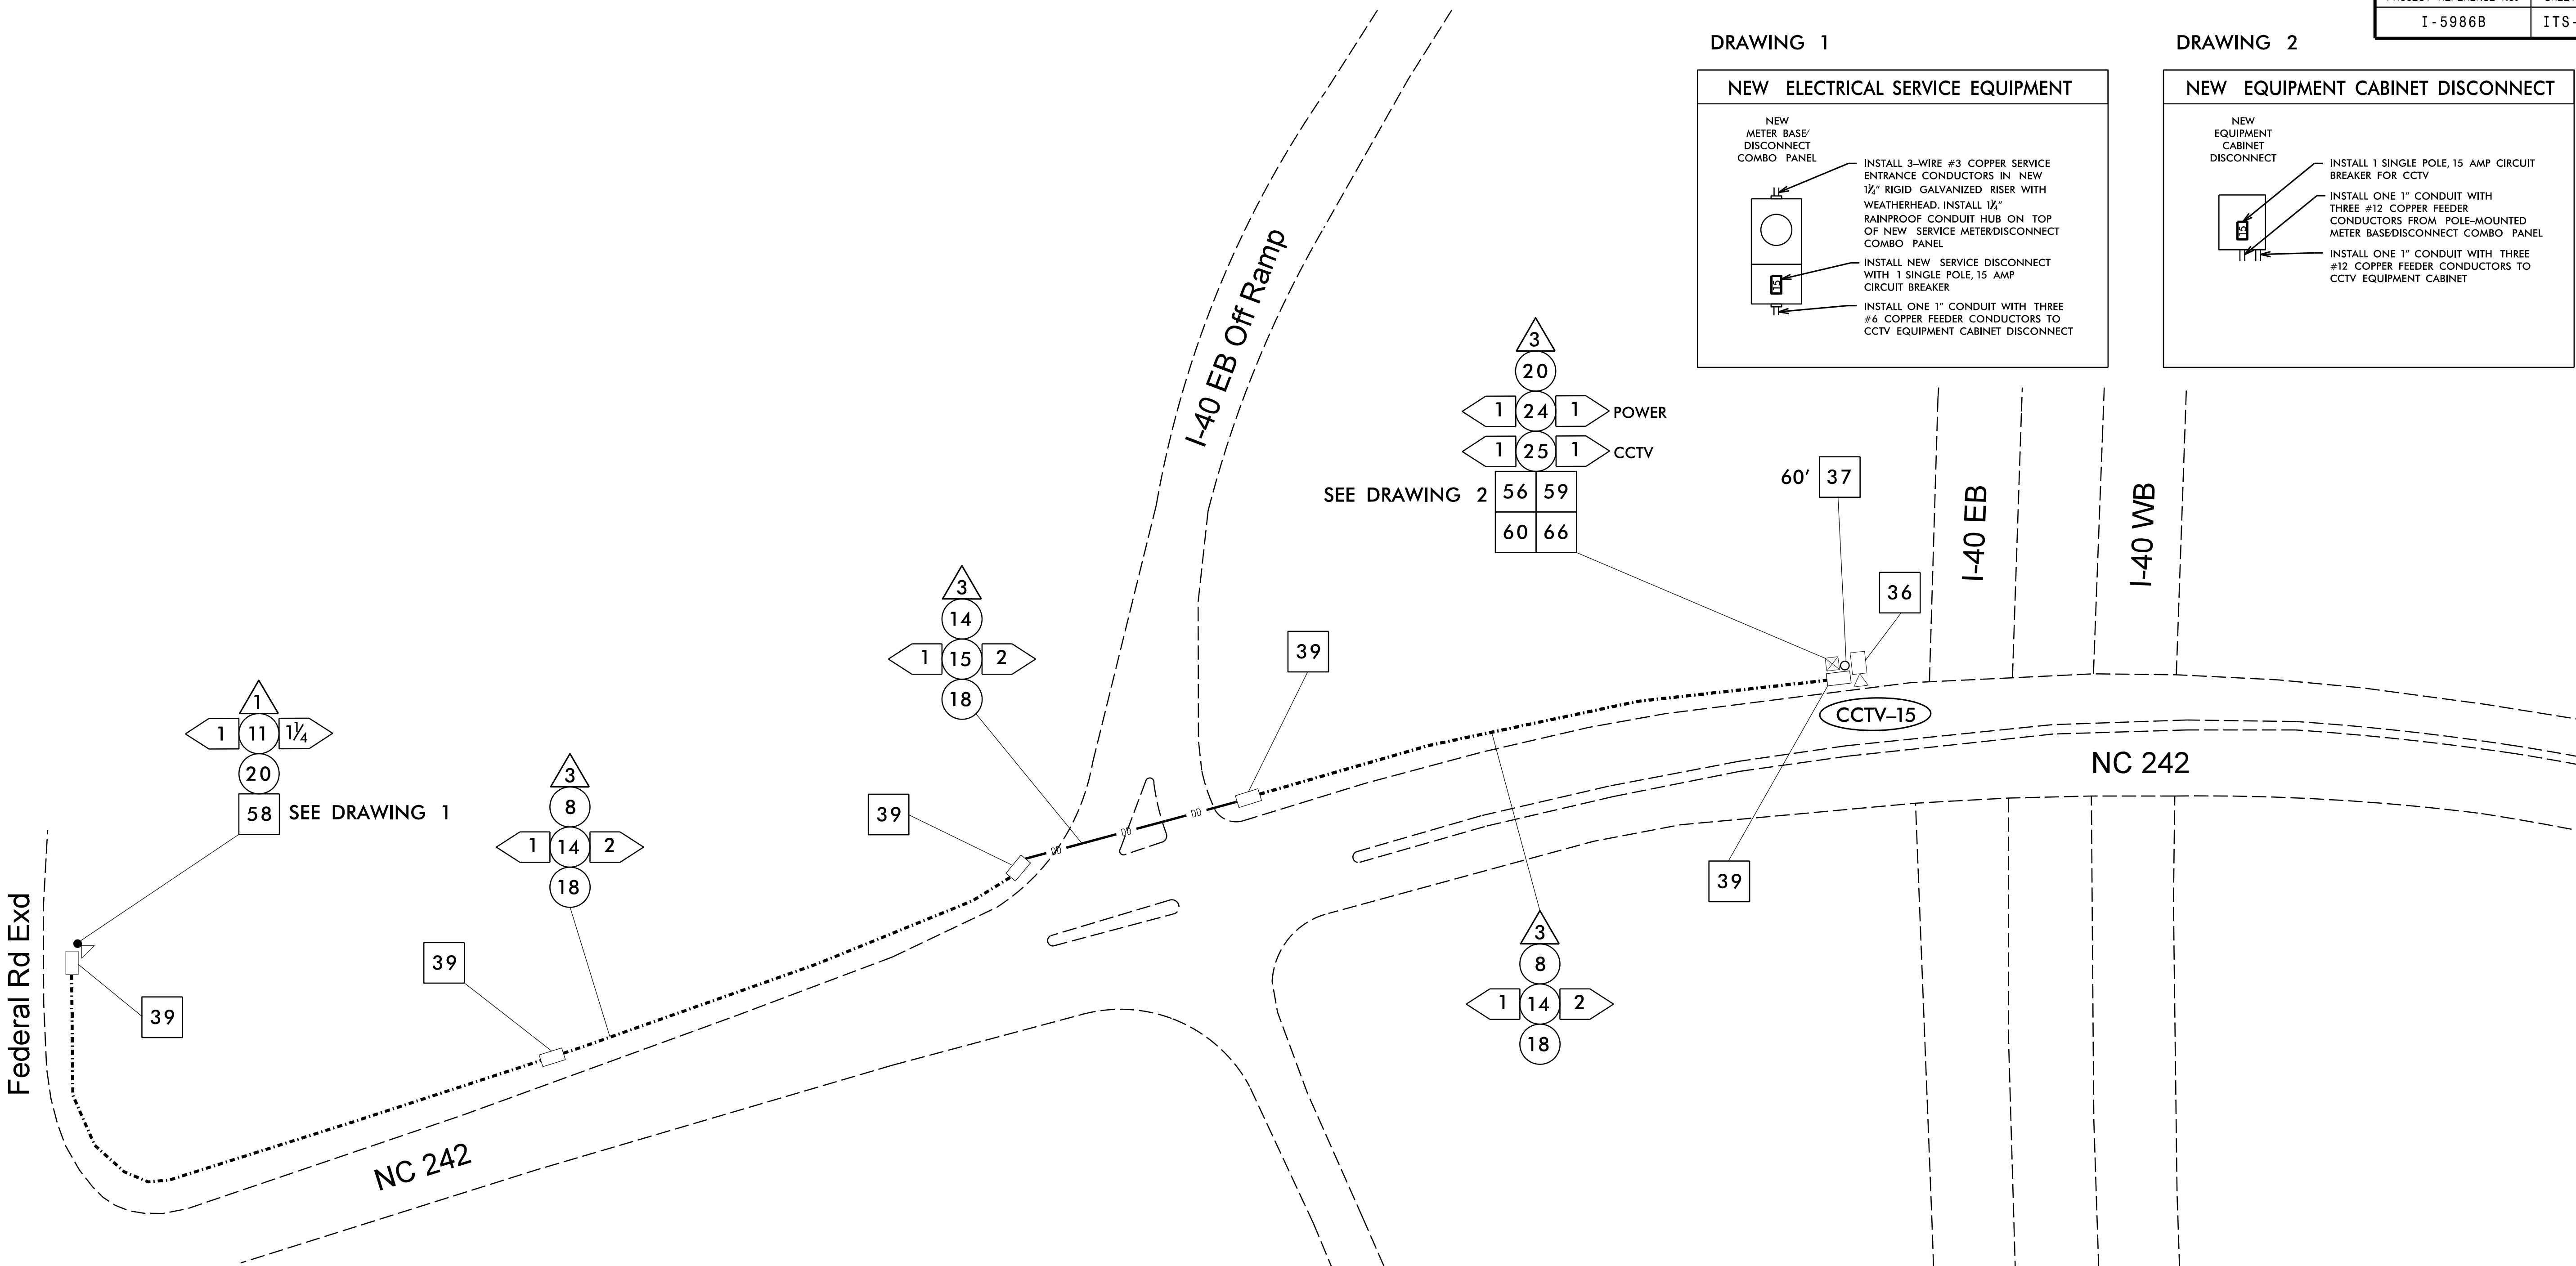 I-5986B ITS-
DRAWING 1
NEW ELECTRICAL SERVICE EQUIPMENT
NEW
METER BASE/
DISCONNECT
COMBO PANEL
INSTALL 3-WIRE #3 COPPER SERVICE
ENTRANCE CONDUCTORS IN NEW
1¼" RIGID GALVANIZED RISER WITH
WEATHERHEAD. INSTALL 1¼"
RAINPROOF CONDUIT HUB ON TOP
OF NEW SERVICE METER/DISCONNECT
COMBO PANEL
INSTALL NEW SERVICE DISCONNECT
WITH 1 SINGLE POLE, 15 AMP
CIRCUIT BREAKER
INSTALL ONE 1" CONDUIT WITH THREE
#6 COPPER FEEDER CONDUCTORS TO
CCTV EQUIPMENT CABINET DISCONNECT
15
DRAWING 2
NEW EQUIPMENT CABINET DISCONNECT
NEW
EQUIPMENT
CABINET
DISCONNECT
INSTALL 1 SINGLE POLE, 15 AMP CIRCUIT
BREAKER FOR CCTV
INSTALL ONE 1" CONDUIT WITH
THREE #12 COPPER FEEDER
CONDUCTORS FROM POLE-MOUNTED
METER BASE/DISCONNECT COMBO PANEL
INSTALL ONE 1" CONDUIT WITH THREE
#12 COPPER FEEDER CONDUCTORS TO
CCTV EQUIPMENT CABINET
15
I-40 EB Off Ramp
3
20
1 24 1 POWER
1 25 1 CCTV
SEE DRAWING 2 56 59
60 66
60' 37
36
I-40 EB
I-40 WB
3
14
1 15 2
18
39
1
1 11 1¼
20
58 SEE DRAWING 1
3
8
1 14 2
18
39
CCTV-15
NC 242
39
3
8
1 14 2
18
Federal Rd Exd
39
39
NC 242